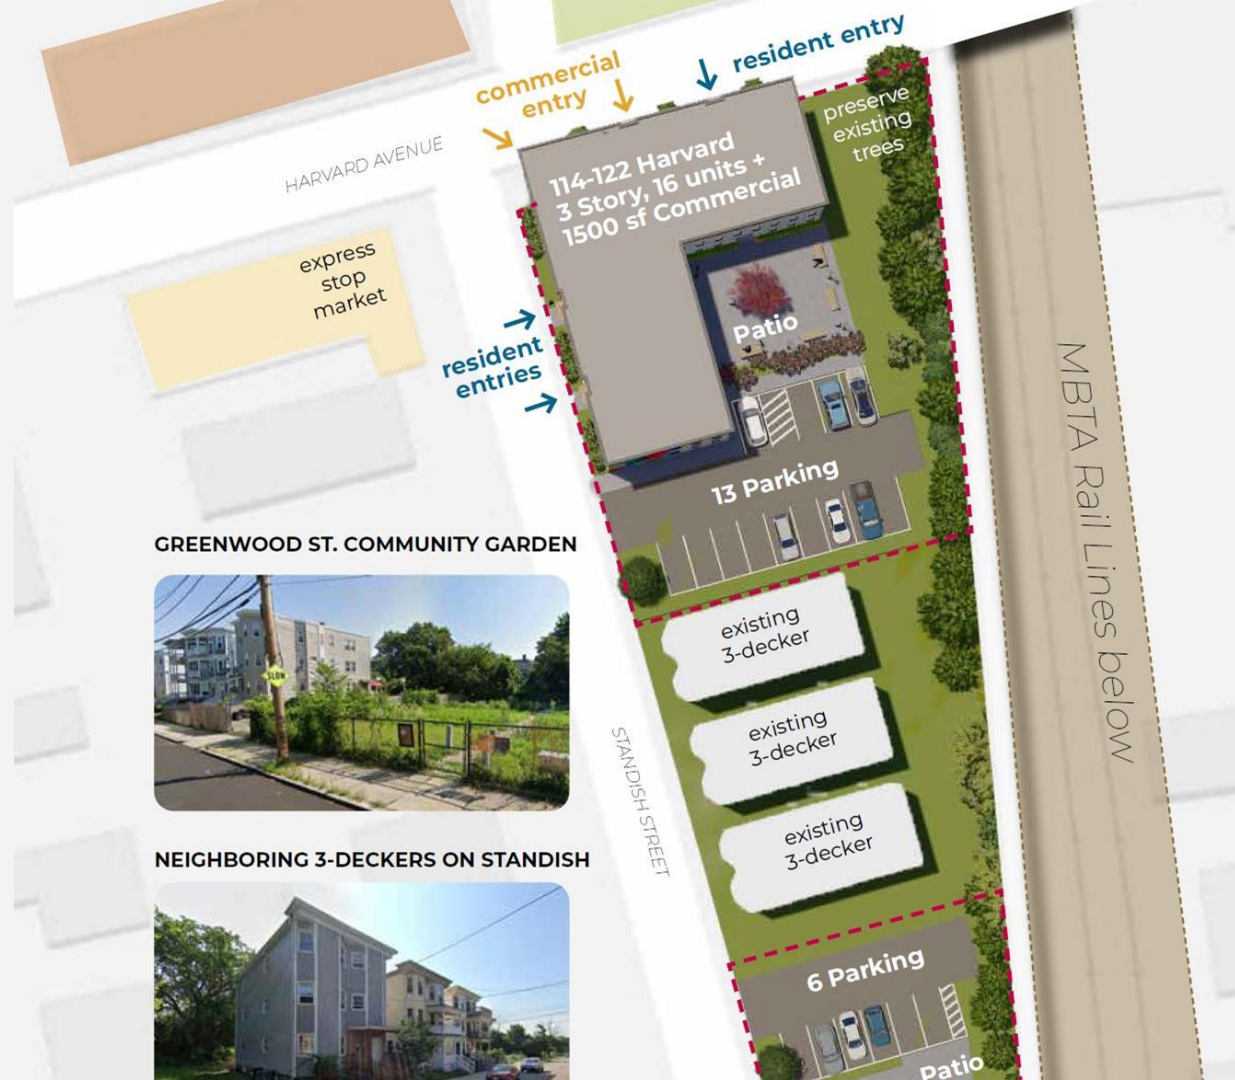 commercial
entry
resident entry
HARVARD AVENUE
preserve
existing
trees
114-122 Harvard
3 Story, 16 units +
1500 sf Commercial
express
stop
market
Patio
resident
entries
13 Parking
MBTA Rail Lines below
GREENWOOD ST. COMMUNITY GARDEN
SLOW
existing
3-decker
existing
3-decker
STANDISH STREET
existing
3-decker
NEIGHBORING 3-DECKERS ON STANDISH
6 Parking
Patio